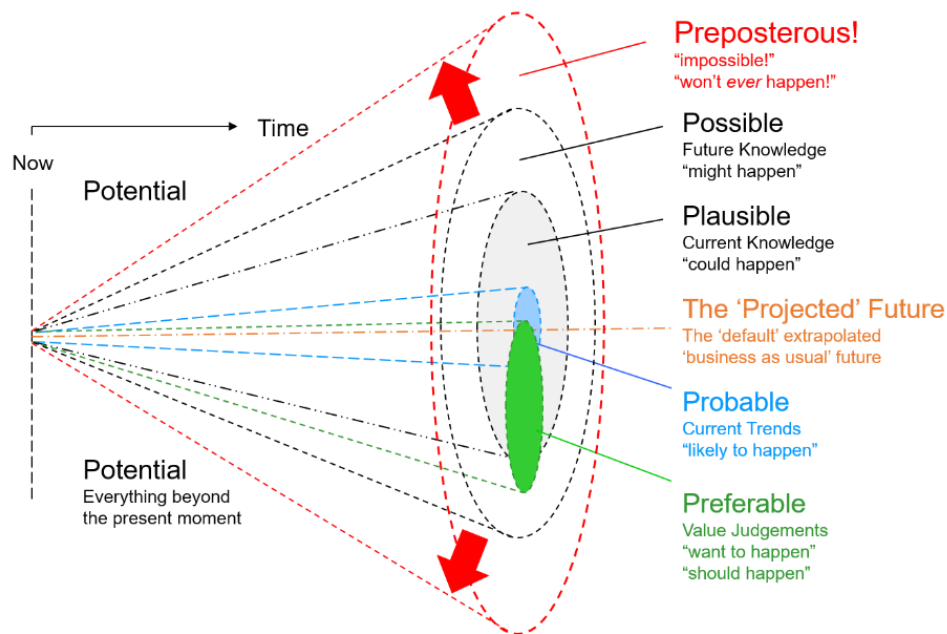 Preposterous!
“impossible!”
“won’t ever happen!”
Time
Now
Potential
Possible
Future Knowledge
“might happen”
Plausible
Current Knowledge
“could happen”
The ‘Projected’ Future
The ‘default’ extrapolated
‘business as usual’ future
Probable
Current Trends
“likely to happen”
Potential
Everything beyond
the present moment
Preferable
Value Judgements
“want to happen”
“should happen”